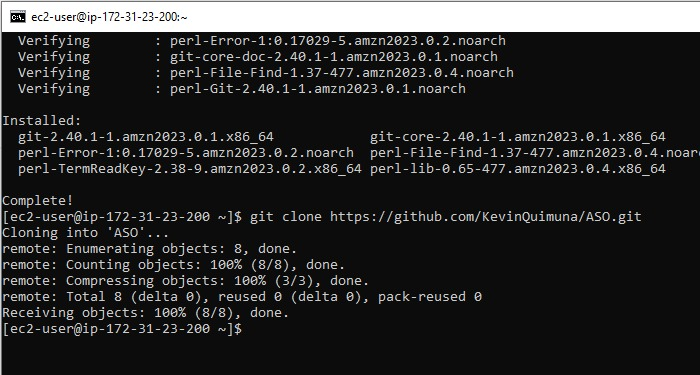 ec2-user@ip-172-31-23-200:~
Verifying : perl-Error-1:0.17029-5.amzn2023.0.2.noarch
Verifying : git-core-doc-2.40.1-1.amzn2023.0.1.noarch
Verifying : perl-File-Find-1.37-477.amzn2023.0.4.noarch
Verifying : perl-Git-2.40.1-1.amzn2023.0.1.noarch
Installed:
git-2.40.1-1.amzn2023.0.1.x86_64 git-core-2.40.1-1.amzn2023.0.1.x86_64
perl-Error-1:0.17029-5.amzn2023.0.2.noarch perl-File-Find-1.37-477.amzn2023.0.4.noarc
perl-TermReadKey-2.38-9.amzn2023.0.2.x86_64 perl-lib-0.65-477.amzn2023.0.4.x86_64
Complete!
[ec2-user@ip-172-31-23-200 ~]$ git clone https://github.com/KevinQuimuna/ASO.git
Cloning into 'ASO'...
remote: Enumerating objects: 8, done.
remote: Counting objects: 100% (8/8), done.
remote: Compressing objects: 100% (3/3), done.
remote: Total 8 (delta 0), reused 0 (delta 0), pack-reused 0
Receiving objects: 100% (8/8), done.
[ec2-user@ip-172-31-23-200 ~]$